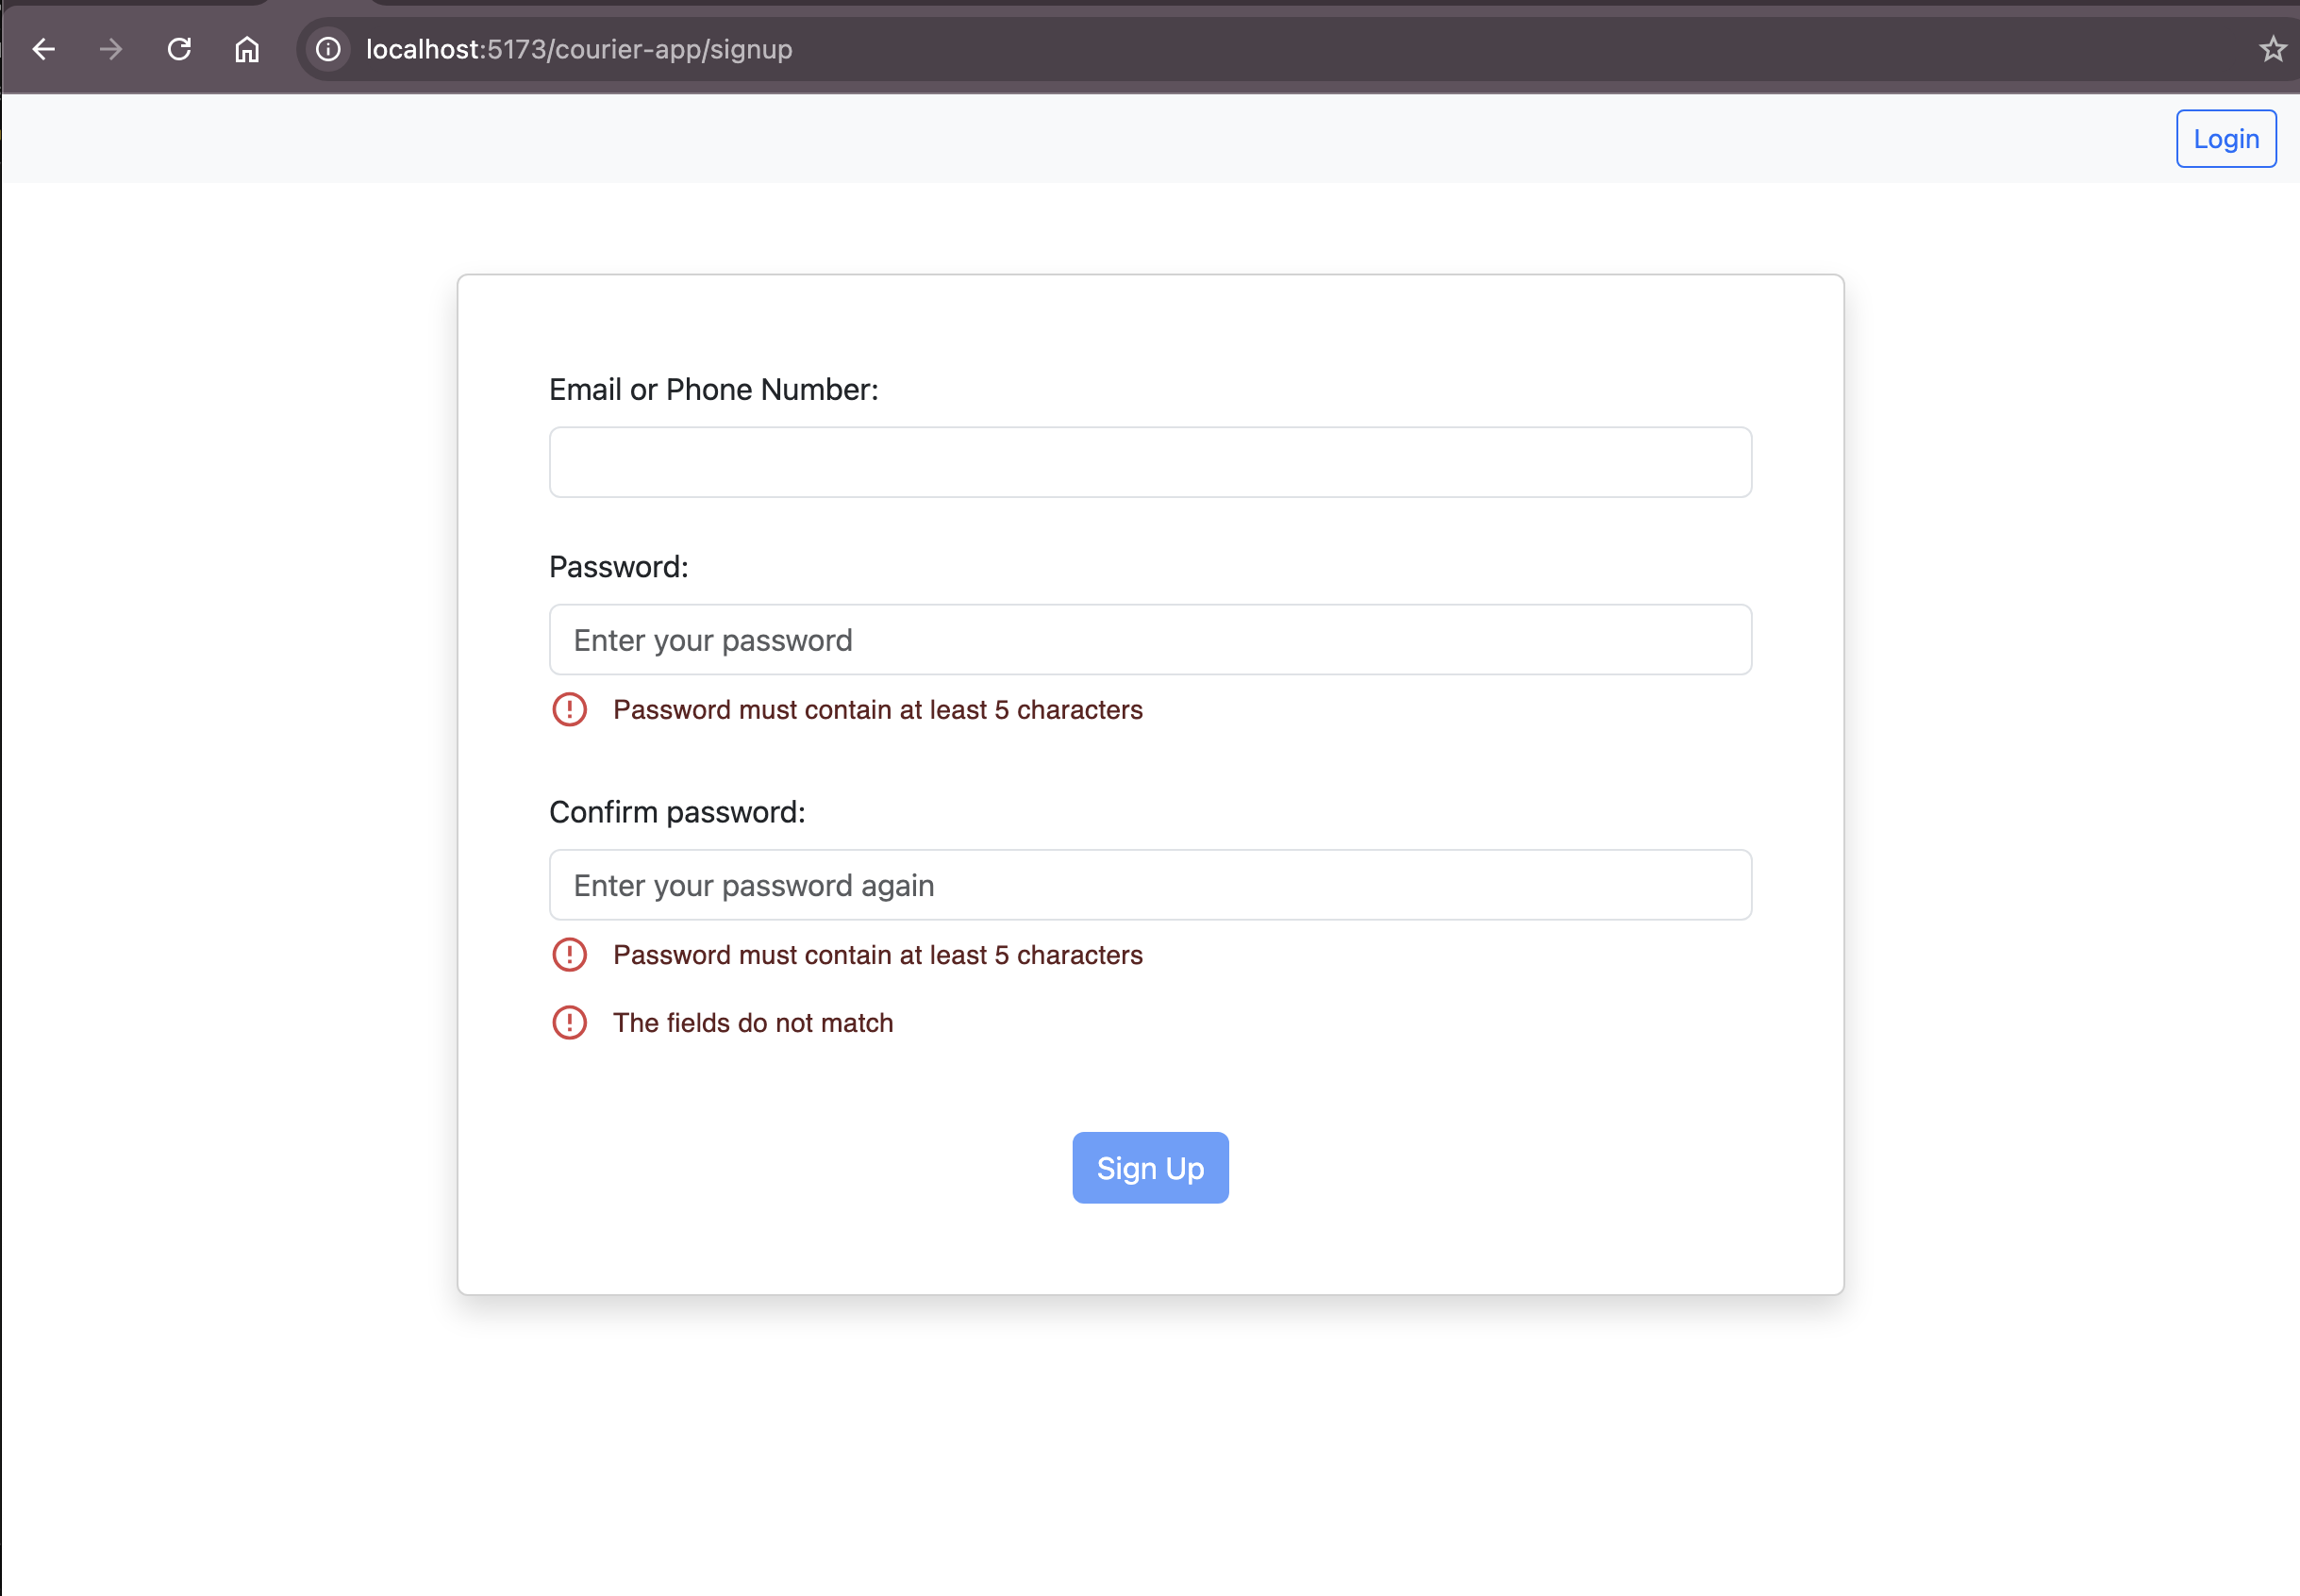 localhost:5173/courier-app/signup
Login
Email or Phone Number:
Password:
Enter your password
Password must contain at least 5 characters
Confirm password:
Enter your password again
Password must contain at least 5 characters
The fields do not match
Sign Up